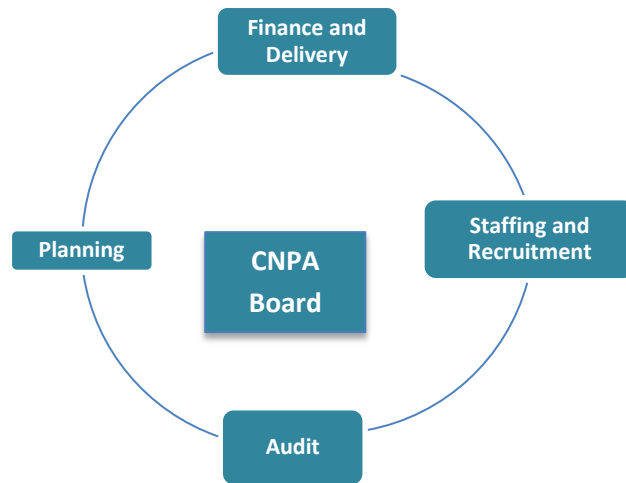 Finance and
Delivery
Planning
CNPA
Board
Staffing and
Recruitment
Audit